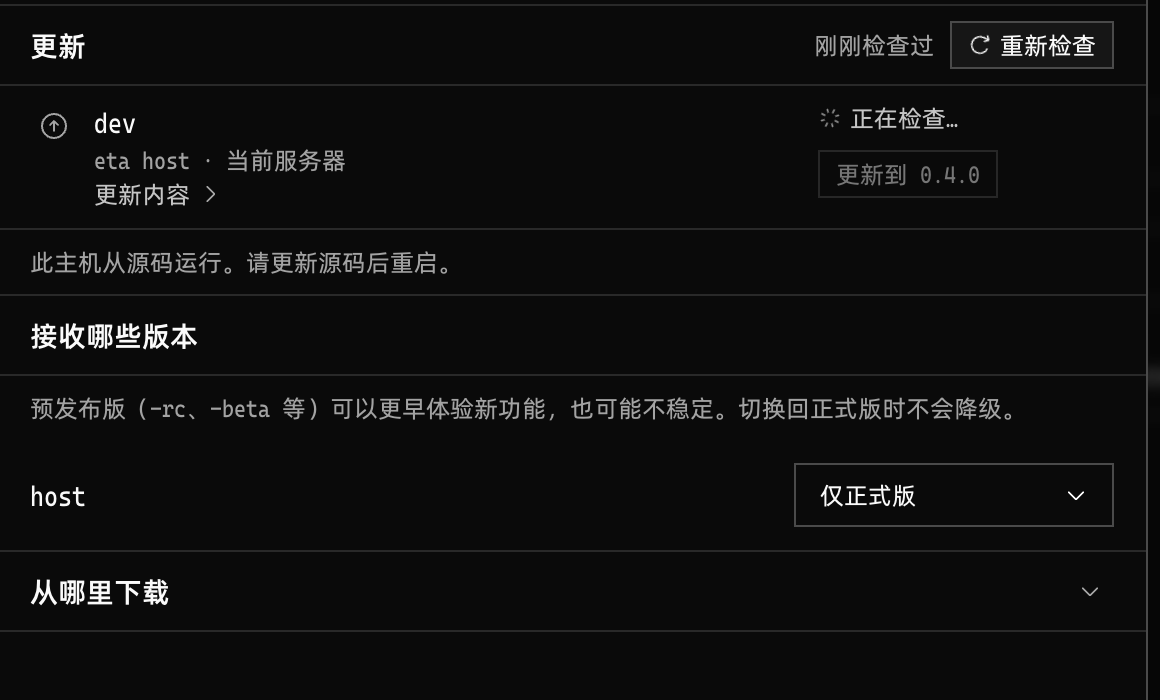 更新
刚刚检查过
重新检查
dev
正在检查…
eta host · 当前服务器
更新到 0.4.0
更新内容
此主机从源码运行。请更新源码后重启。
接收哪些版本
预发布版（-rc、-beta 等）可以更早体验新功能，也可能不稳定。切换回正式版时不会降级。
host
仅正式版
从哪里下载